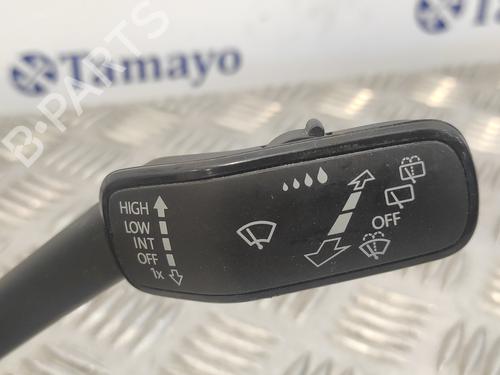 Tamayo
B-PARTS
HIGH
LOW
INT
OFF
1x
OFF